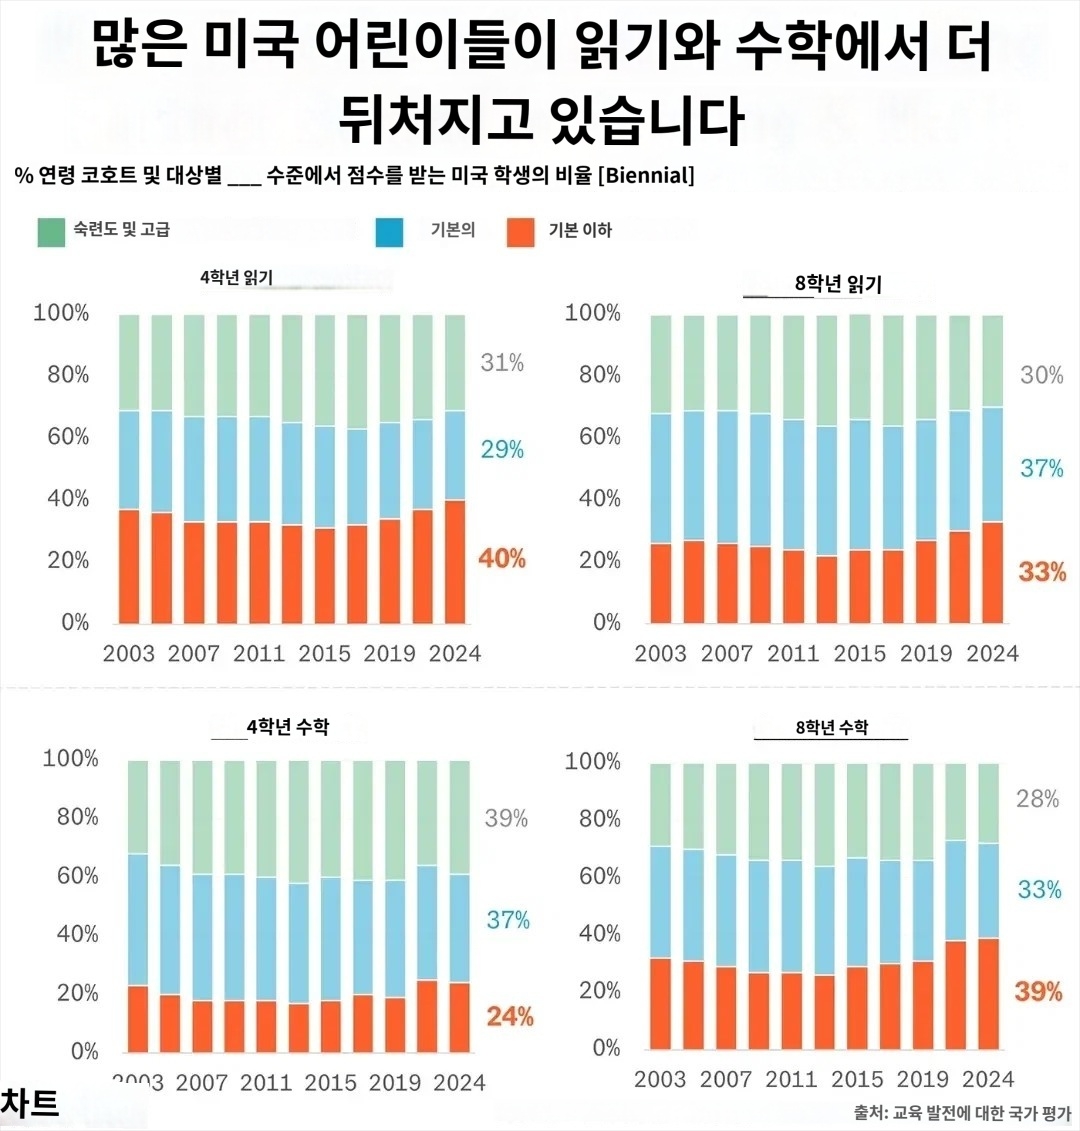 많은 미국 어린이들이 읽기와 수학에서 더
뒤처지고 있습니다
% 연령 코호트 및 대상별 ___ 수준에서 점수를 받는 미국 학생의 비율 [Biennial]
숙련도 및 고급 기본의 기본 이하
4학년 읽기
100%
80%
60%
40%
20%
0%
31%
29%
40%
2003 2007 2011 2015 2019 2024
8학년 읽기
100%
80%
60%
40%
20%
0%
30%
37%
33%
2003 2007 2011 2015 2019 2024
4학년 수학
100%
80%
60%
40%
20%
0%
39%
37%
24%
2003 2007 2011 2015 2019 2024
8학년 수학
100%
80%
60%
40%
20%
0%
28%
33%
39%
2003 2007 2011 2015 2019 2024
차트
출처: 교육 발전에 대한 국가 평가